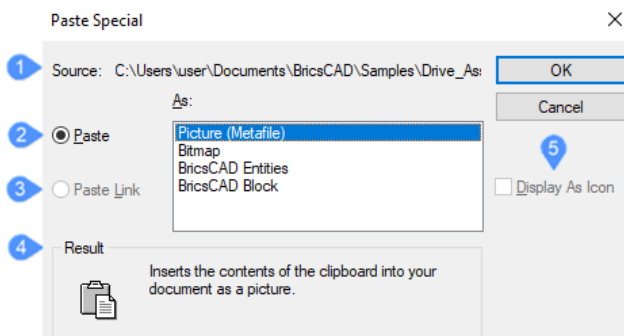 Paste Special
1
Source: C:\Users\user\Documents\BricsCAD\Samples\Drive_As
OK
As:
Cancel
2
Paste
Picture (Metafile)
Bitmap
BricsCAD Entities
BricsCAD Block
5
3
Paste Link
Display As Icon
4
Result
Inserts the contents of the clipboard into your
document as a picture.